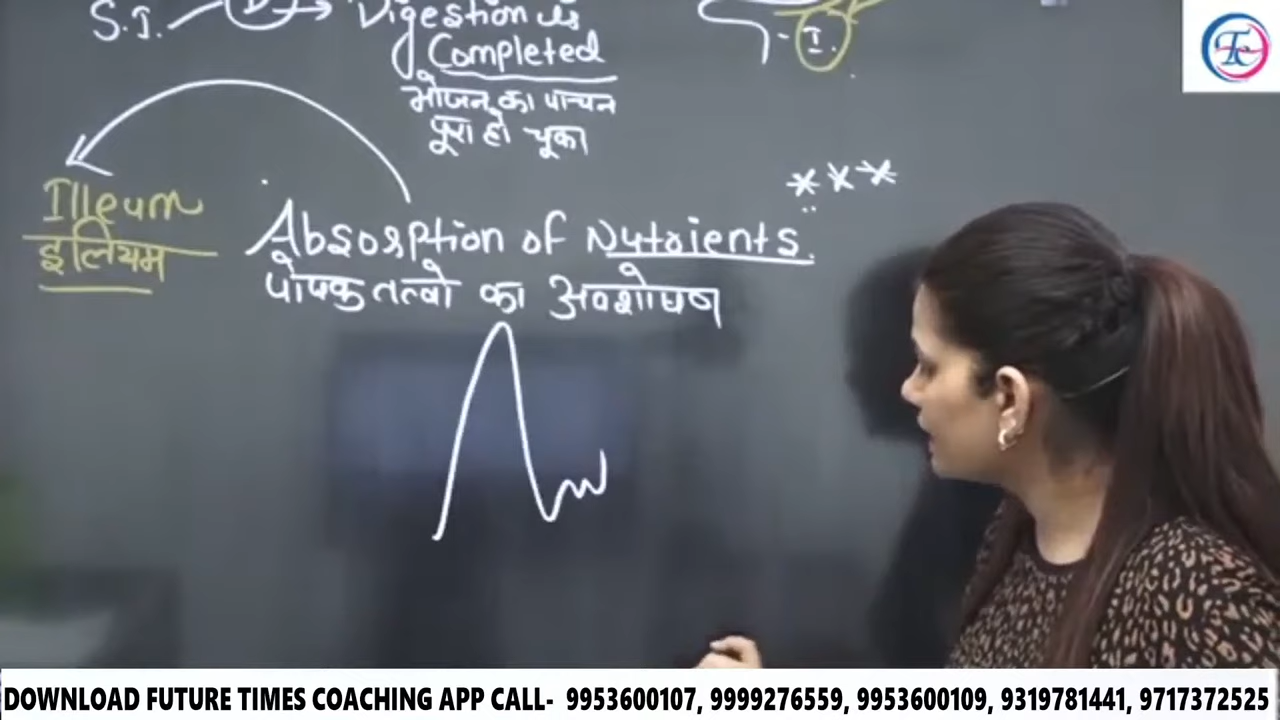 S.I. Digestion is
Completed
I.
भोजन का पाचन
पूरा हो चूका
Illeum
इलियम
Absorption of Nutrients.
पोषक तत्वो का अवशोषण
DOWNLOAD FUTURE TIMES COACHING APP CALL- 9953600107, 9999276559, 9953600109, 9319781441, 9717372525